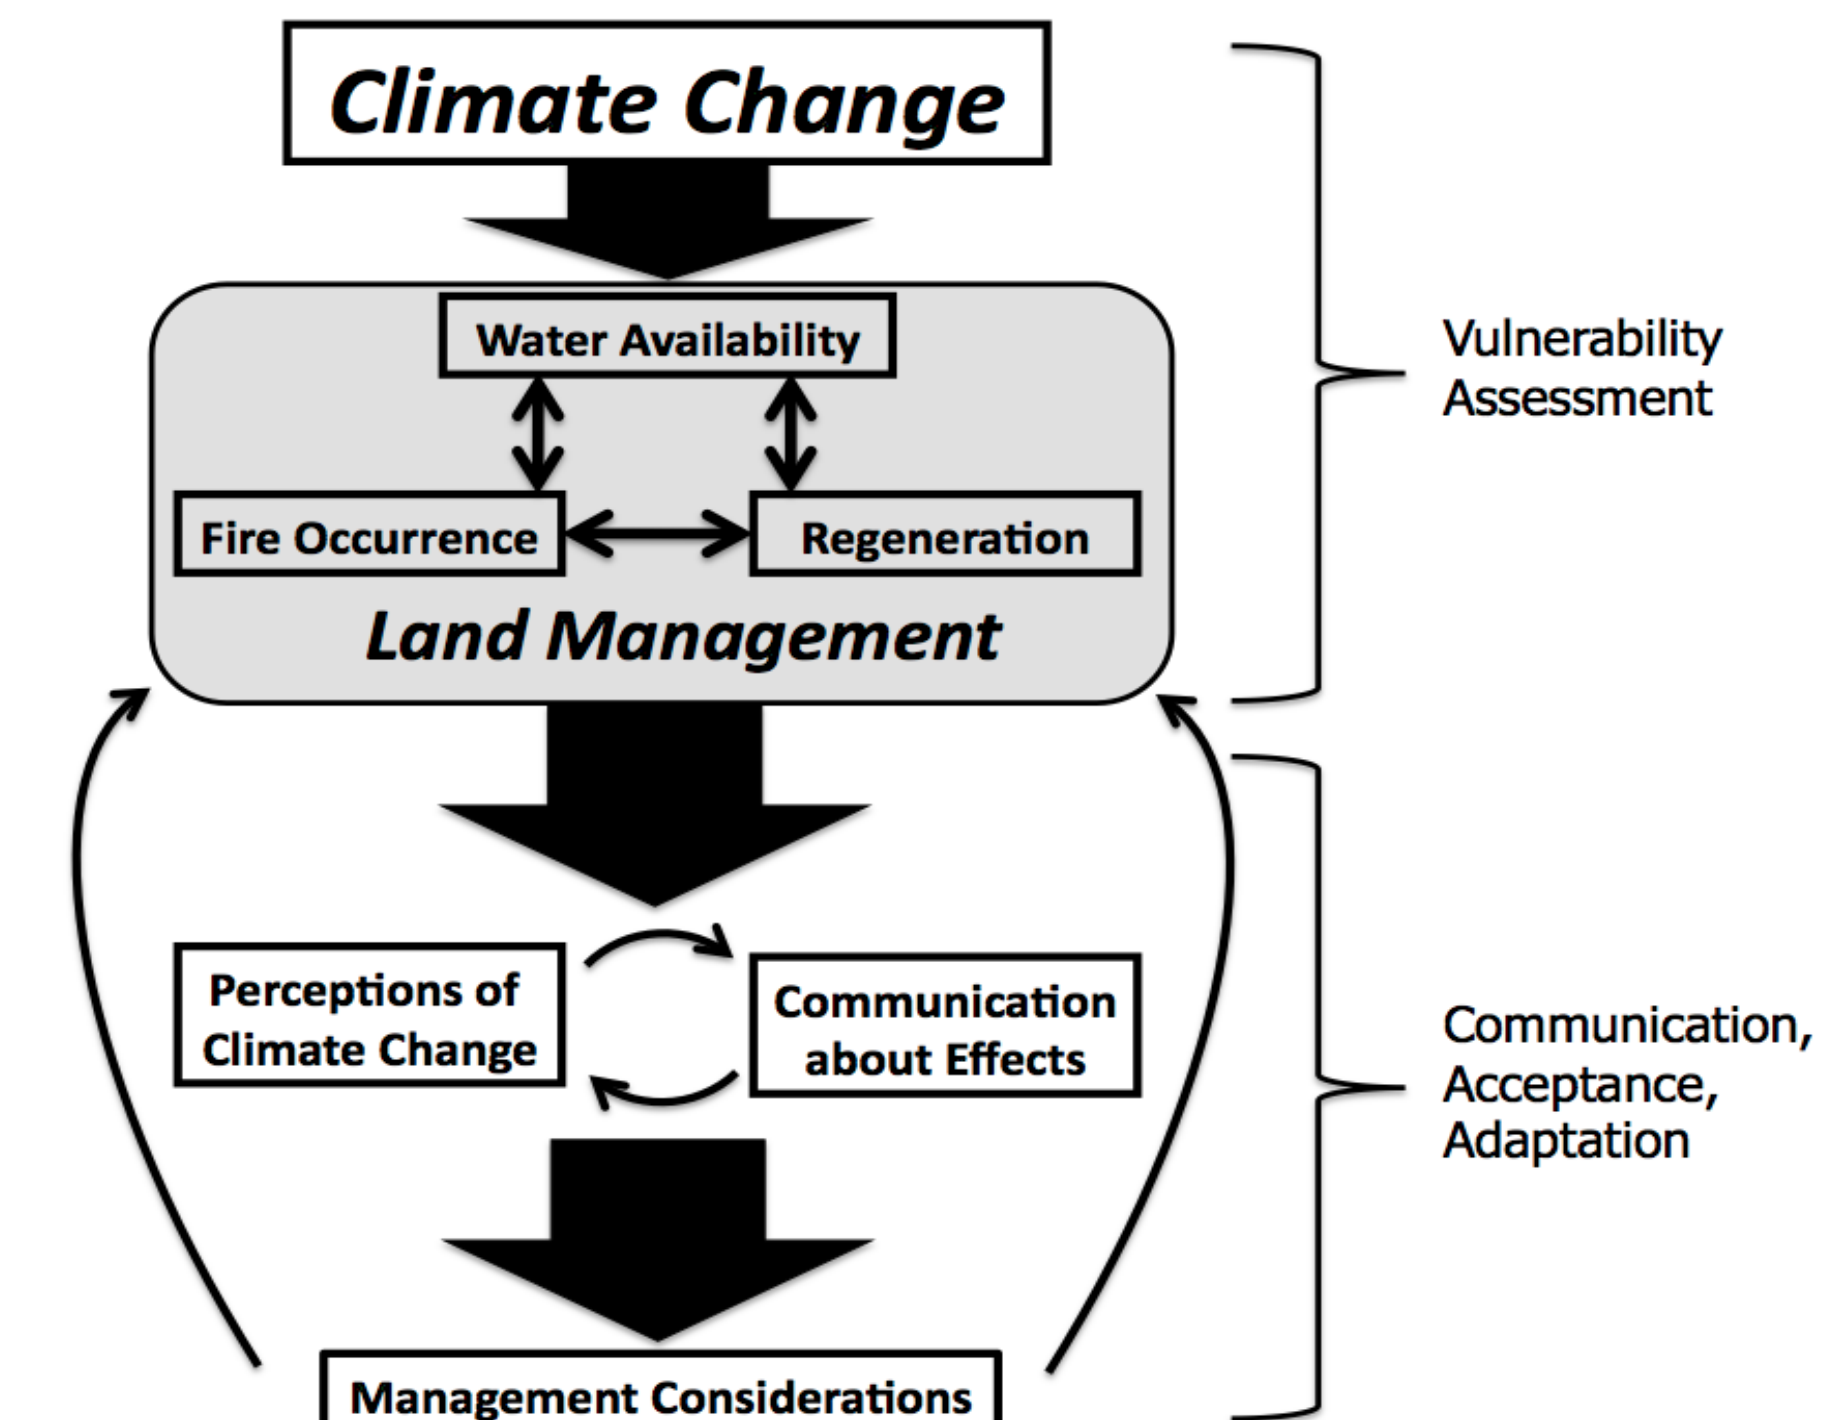 Climate Change
Water Availability
Fire Occurrence
Regeneration
Land Management
Vulnerability
Assessment
Perceptions of
Climate Change
Communication
about Effects
Communication,
Acceptance,
Adaptation
Management Considerations